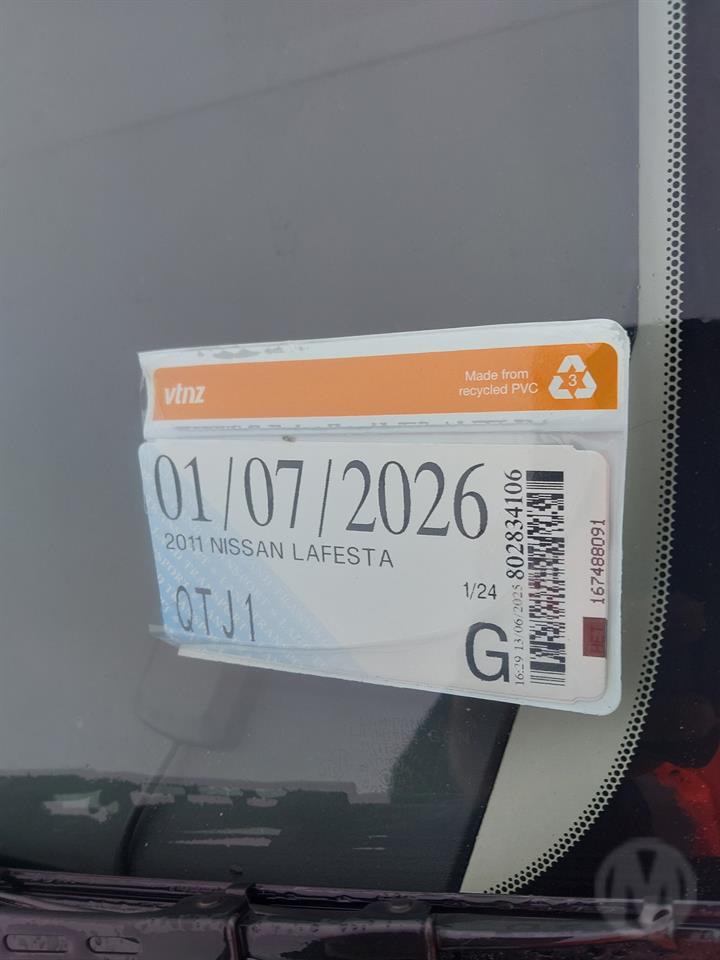 vtnz
Made from
recycled PVC
3
01/07/2026
2011 NISSAN LAFESTA
QTJ1
1/24
G
16:29 13/06/2025 802834106
167488091
M